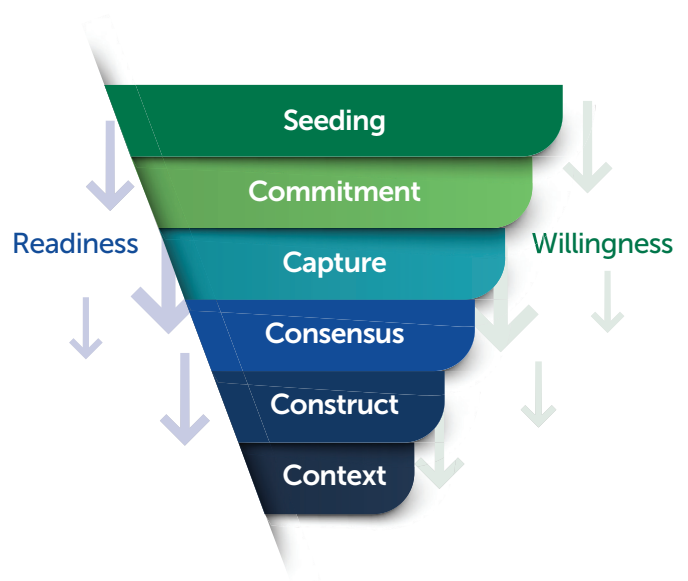 Seeding
Commitment
Readiness
Willingness
Capture
Consensus
Construct
Context